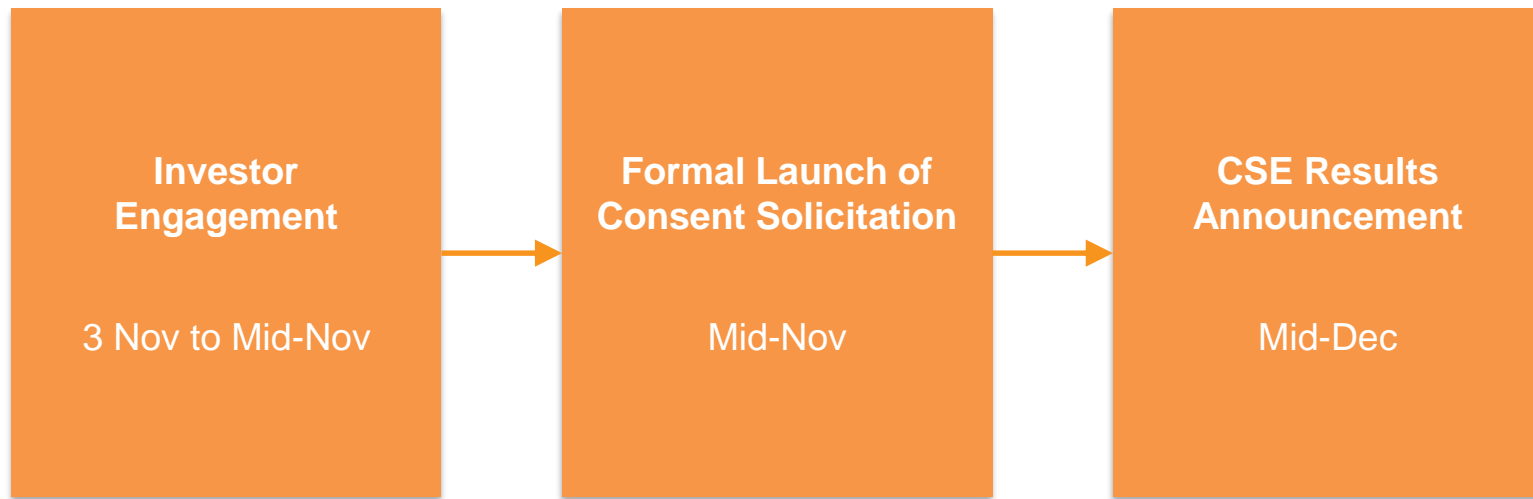 Investor
Engagement
3 Nov to Mid-Nov
Formal Launch of
Consent Solicitation
Mid-Nov
CSE Results
Announcement
Mid-Dec